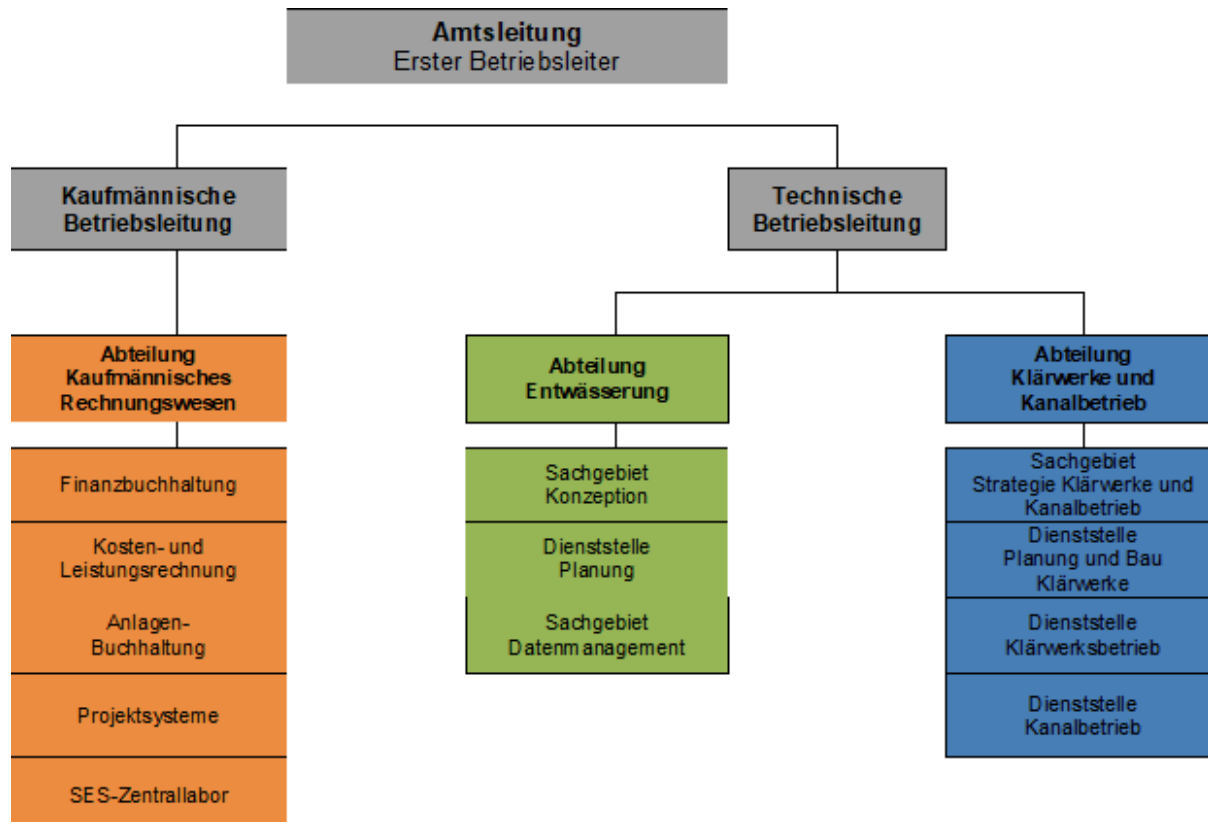 Amtsleitung
Erster Betriebsleiter
Kaufmännische
Betriebsleitung
Technische
Betriebsleitung
Abteilung
Kaufmännisches
Rechnungswesen
Abteilung
Entwässerung
Abteilung
Klärwerke und
Kanalbetrieb
Finanzbuchhaltung
Kosten- und
Leistungsrechnung
Anlagen-
Buchhaltung
Projektsysteme
SES-Zentrallabor
Sachgebiet
Konzeption
Dienststelle
Planung
Sachgebiet
Datenmanagement
Sachgebiet
Strategie Klärwerke und
Kanalbetrieb
Dienststelle
Planung und Bau
Klärwerke
Dienststelle
Klärwerksbetrieb
Dienststelle
Kanalbetrieb